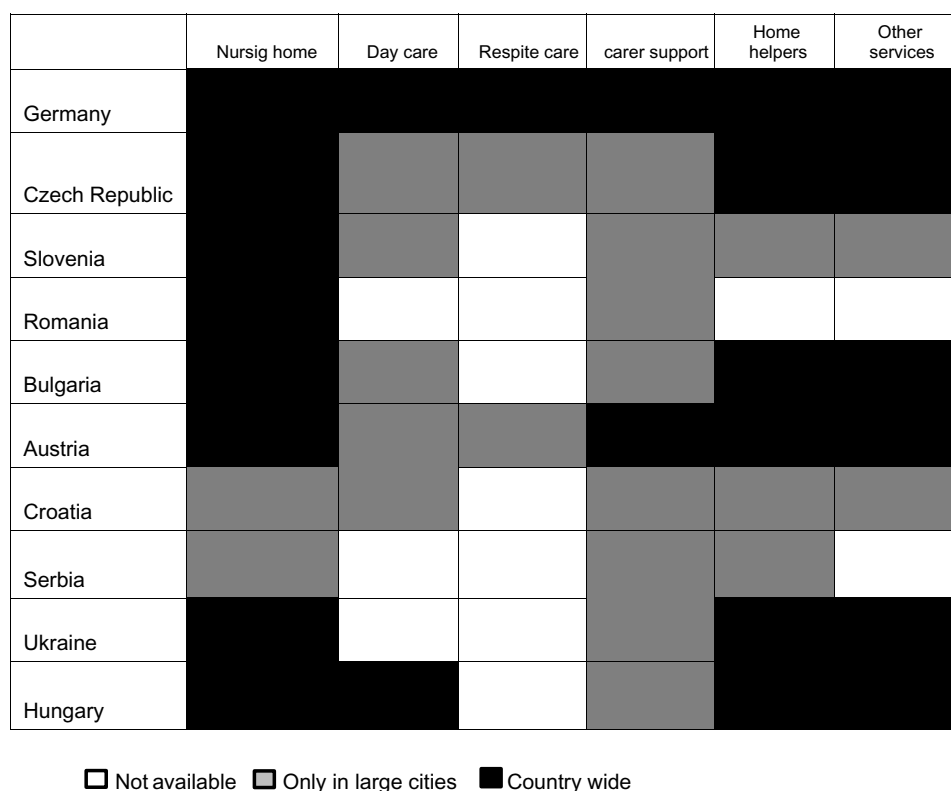 Nursig home Day care Respite care carer support Home helpers Other services
Germany
Czech Republic
Slovenia
Romania
Bulgaria
Austria
Croatia
Serbia
Ukraine
Hungary
Not available Only in large cities Country wide